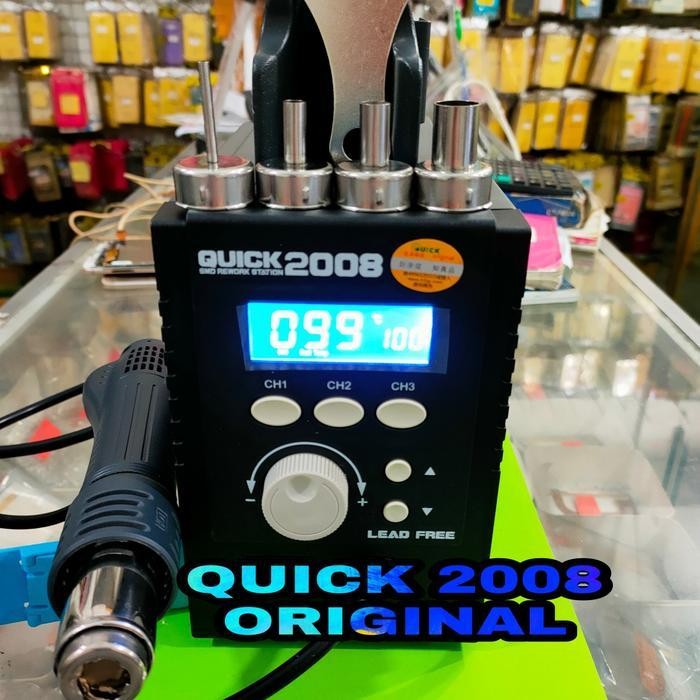 QUICK 2008
SMD REWORK STATION
QUICK
099 °C 100
CH1 CH2 CH3
- +
▲
▼
LEAD FREE
QUICK 2008
ORIGINAL